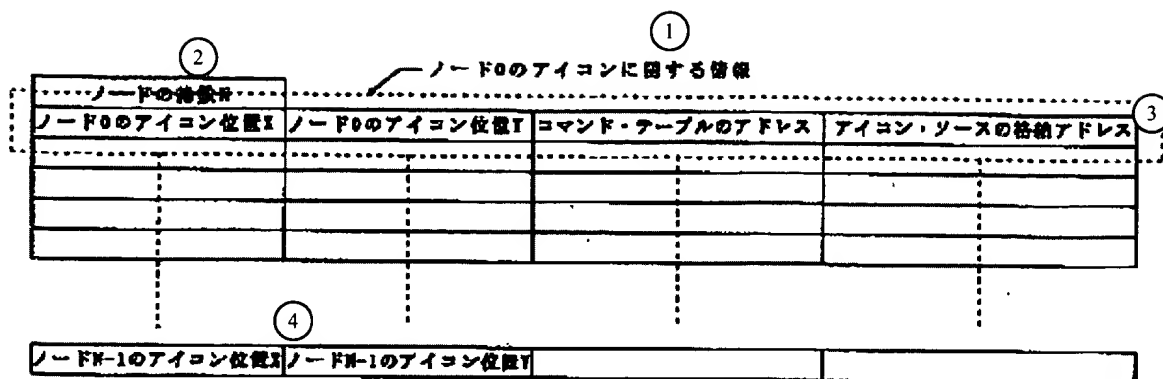 1
2
ノード0のアイコンに関する情報
ノードの総数N
ノード0のアイコン位置X ノード0のアイコン位置Y コマンド・テーブルのアドレス アイコン・ソースの格納アドレス
3
4
ノードN-1のアイコン位置X ノードN-1のアイコン位置Y